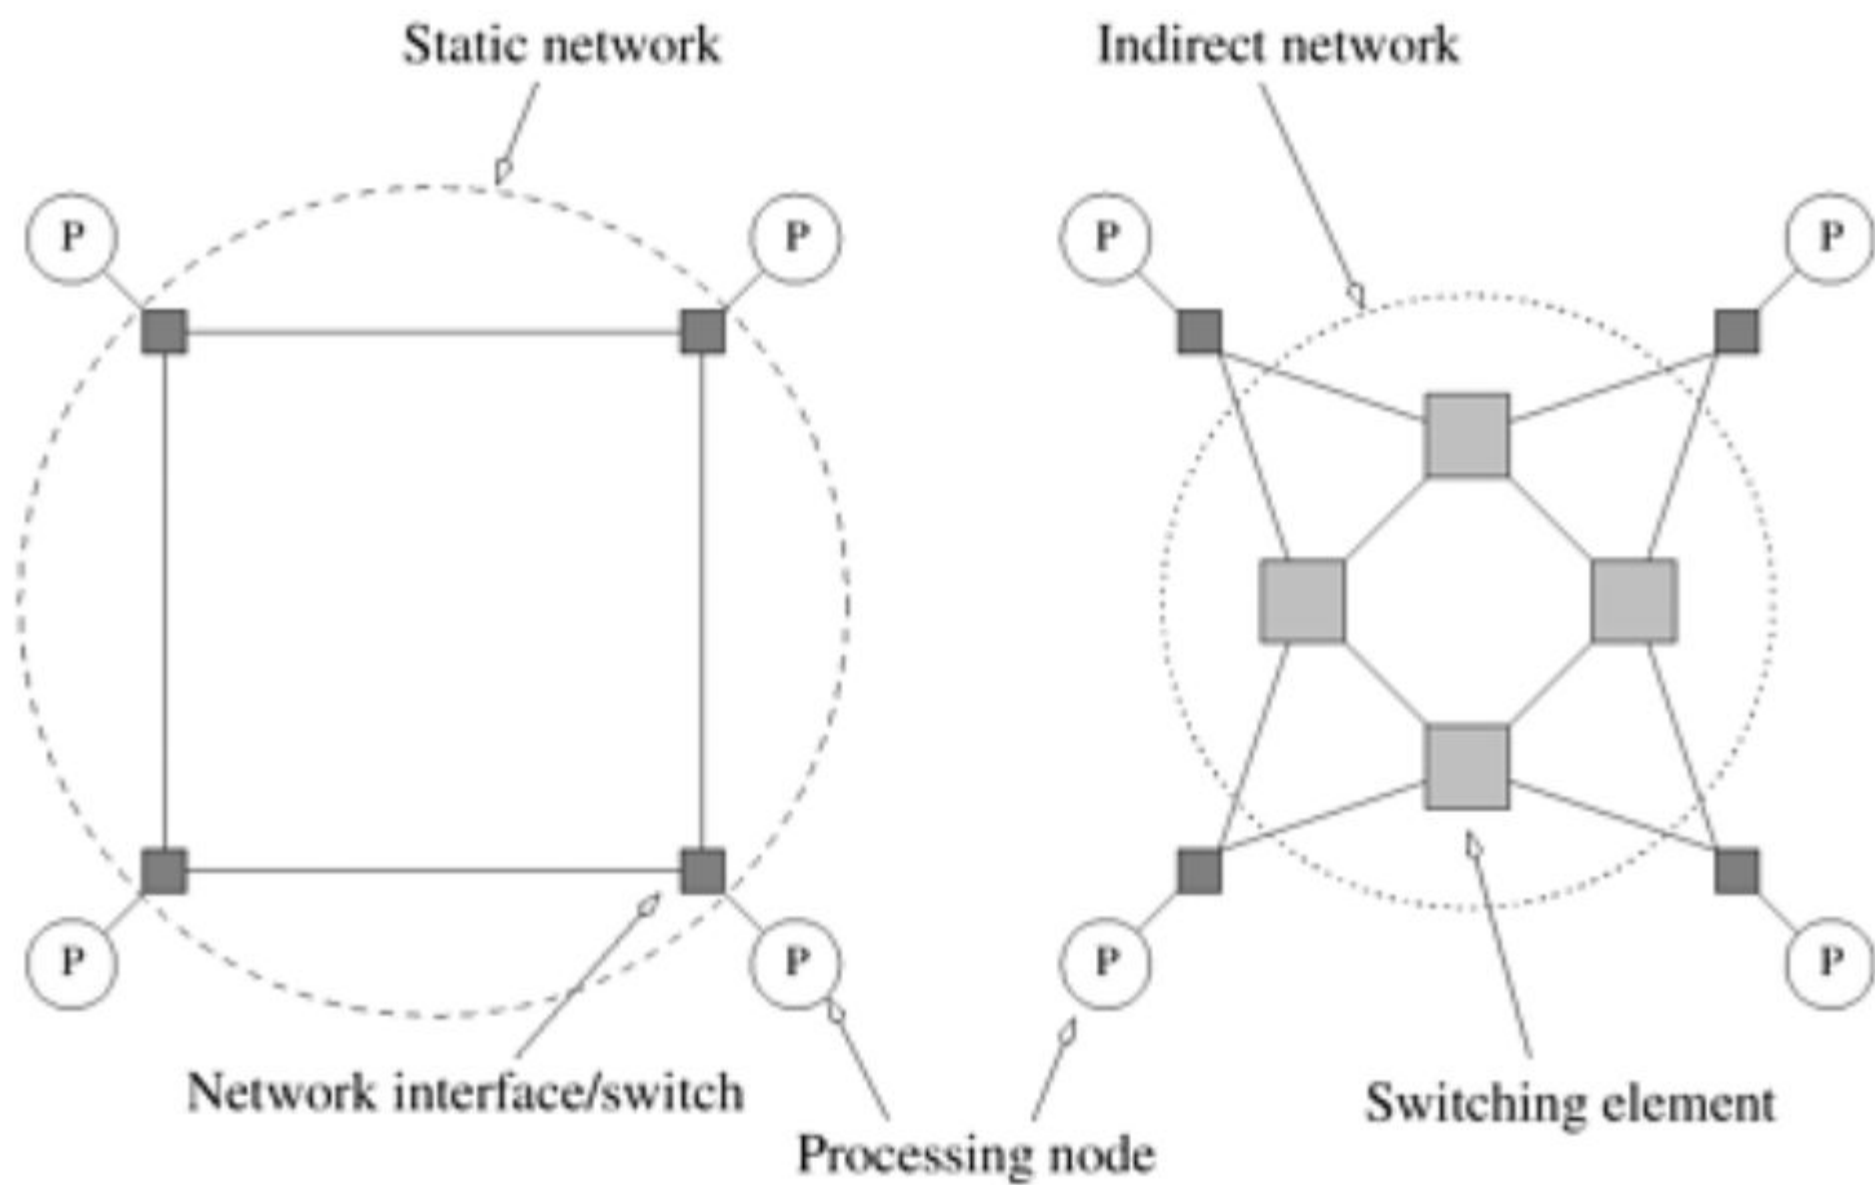 Static network
Indirect network
P
P
P
P
P
P
P
P
Network interface/switch
Switching element
Processing node